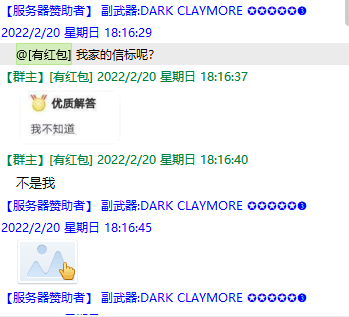 【服务器赞助者】 副武器:DARK CLAYMORE ✪✪✪✪✪❸
2022/2/20 星期日 18:16:29
@[有红包] 我家的信标呢?
【群主】[有红包] 2022/2/20 星期日 18:16:37
优质解答
我不知道
【群主】[有红包] 2022/2/20 星期日 18:16:40
不是我
【服务器赞助者】 副武器:DARK CLAYMORE ✪✪✪✪✪❸
2022/2/20 星期日 18:16:45
【服务器赞助者】 副武器:DARK CLAYMORE ✪✪✪✪✪❸